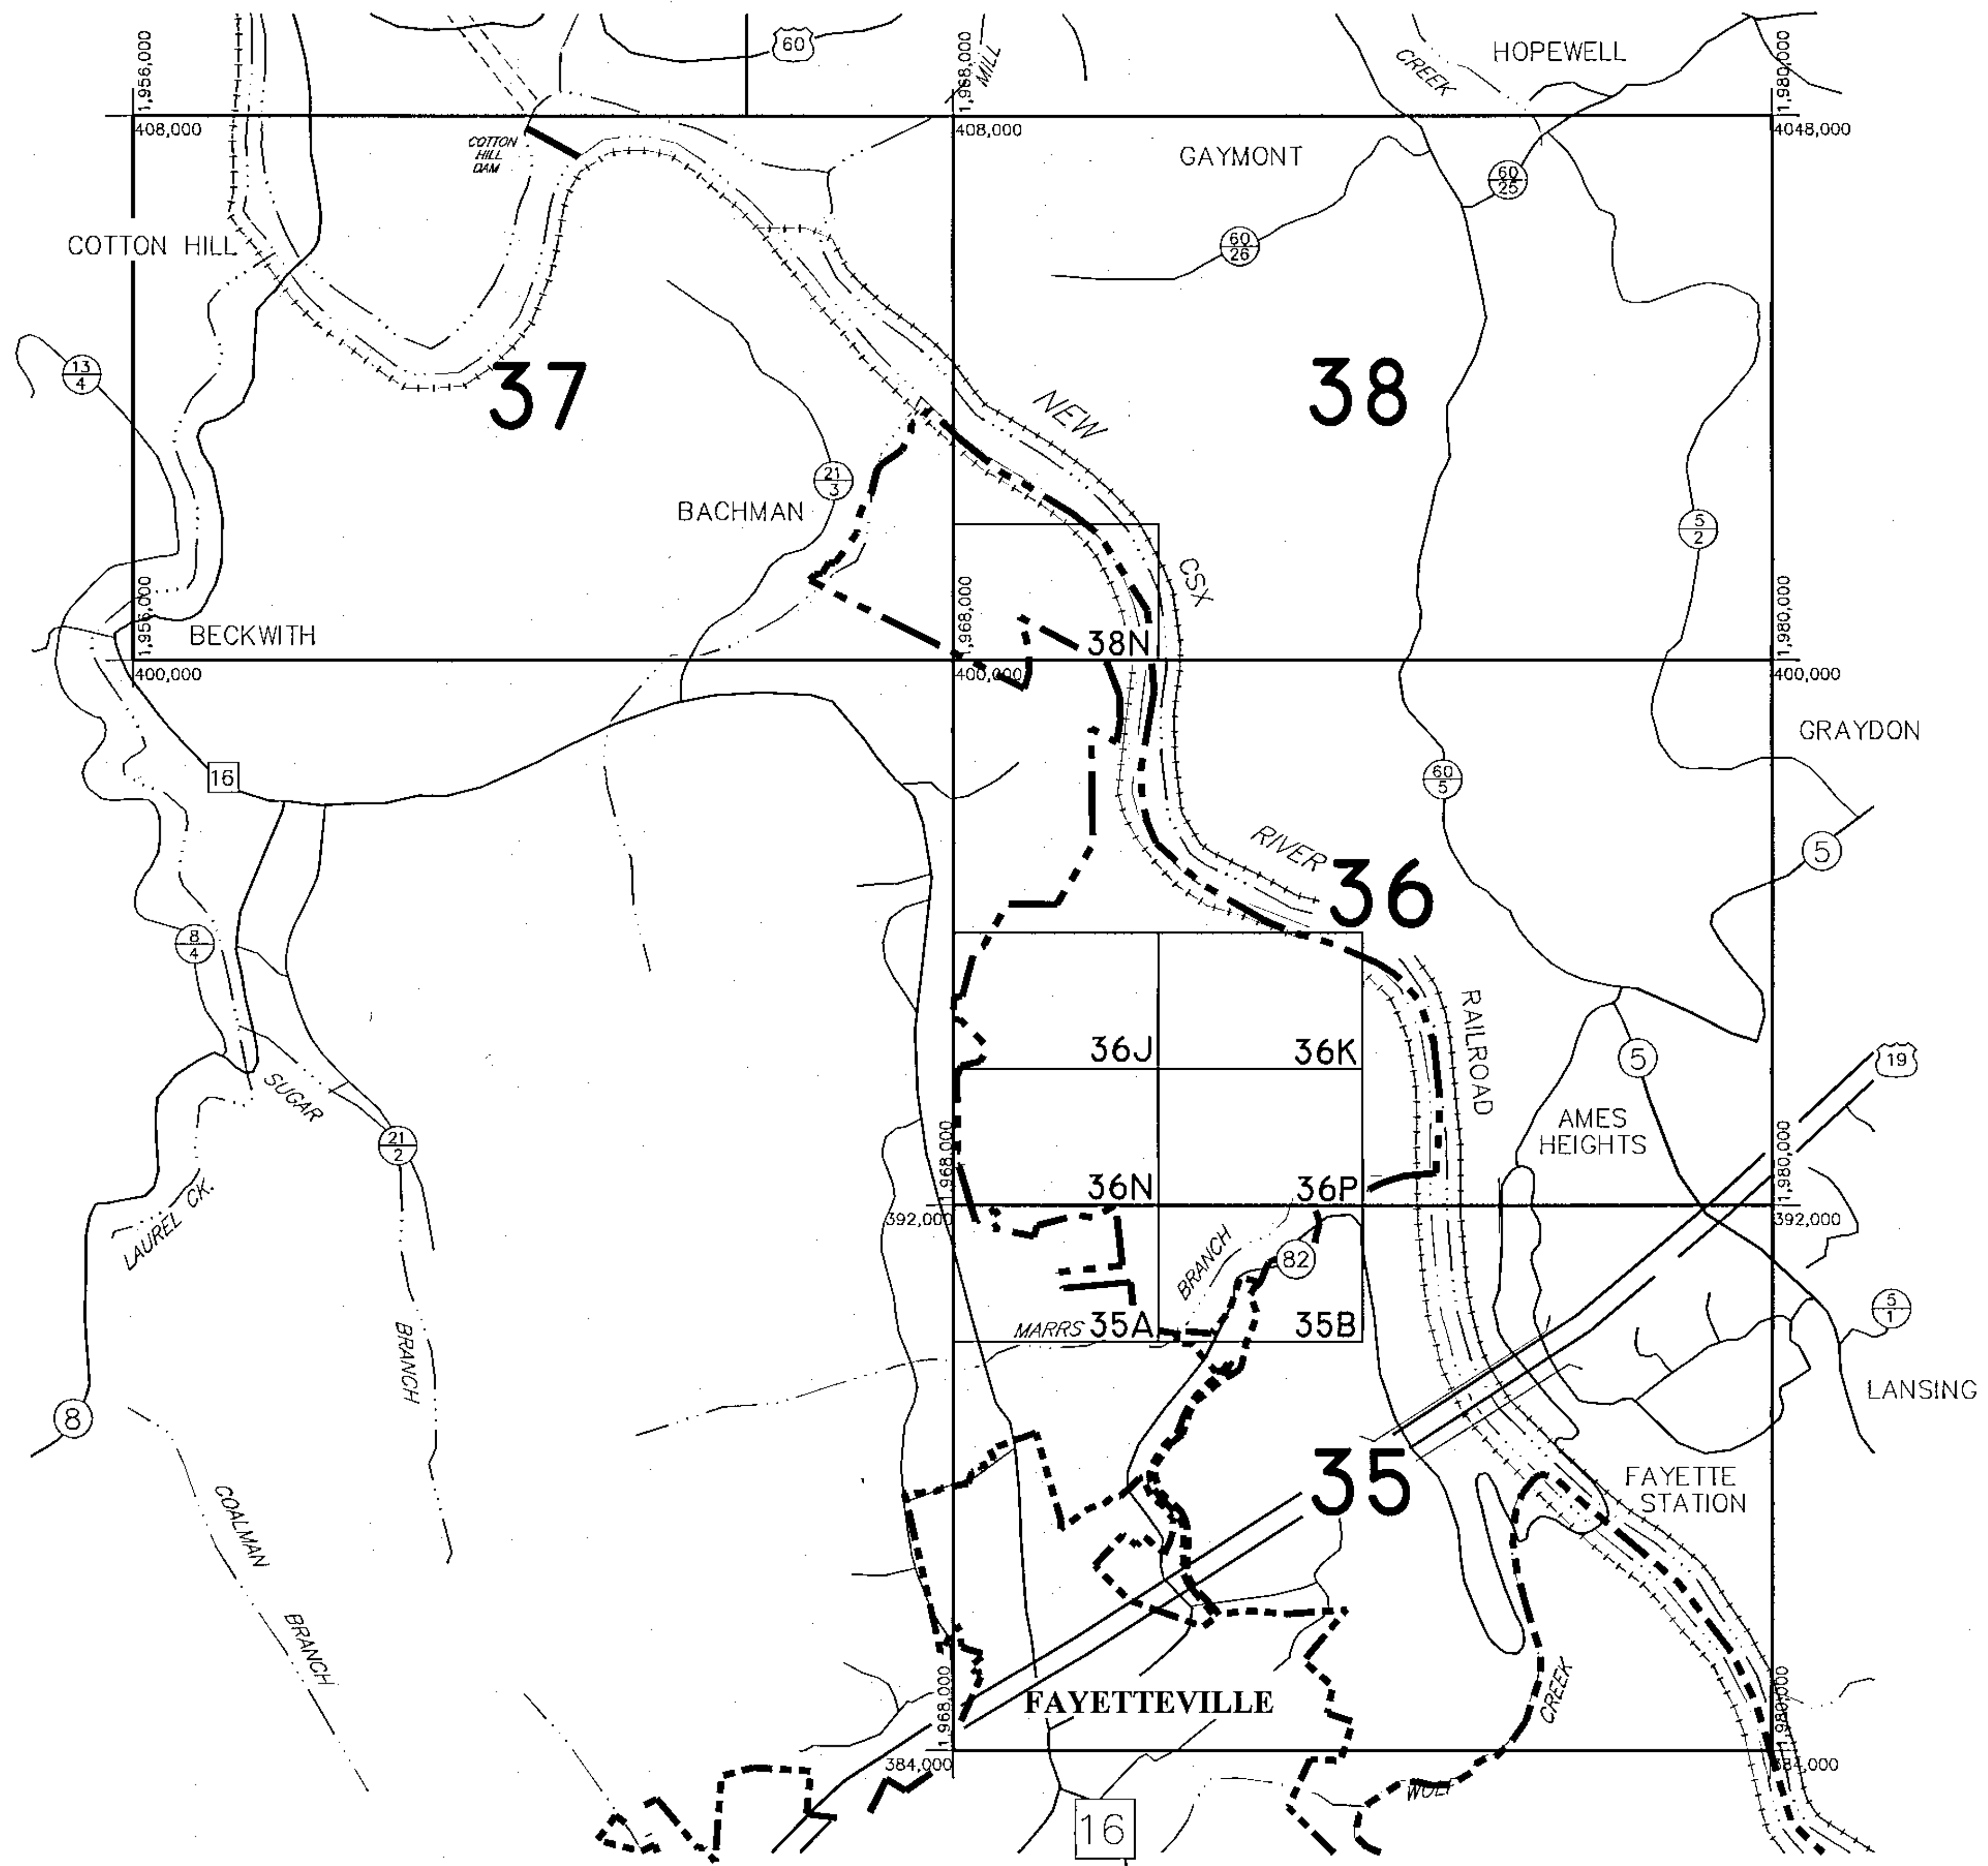 1,956,000
60
1,968,000
MILL
CREEK
HOPEWELL
1,980,000
408,000
COTTON
HILL
DAM
408,000
GAYMONT
4048,000
60
25
COTTON HILL
60
26
13
4
37
NEW
38
21
3
BACHMAN
5
2
CSX
1,956,000
BECKWITH
1,968,000
38N
1,980,000
400,000
400,000
400,000
GRAYDON
16
60
5
RIVER
5
36
8
4
RAILROAD
36J
36K
5
19
SUGAR
AMES
HEIGHTS
21
2
LAUREL CK.
1,968,000
36N
36P
1,980,000
392,000
392,000
BRANCH
82
5
1
MARRS
35A
35B
BRANCH
LANSING
8
35
FAYETTE
STATION
COALMAN
BRANCH
CREEK
1,968,000
FAYETTEVILLE
1,980,000
384,000
384,000
WOLF
16